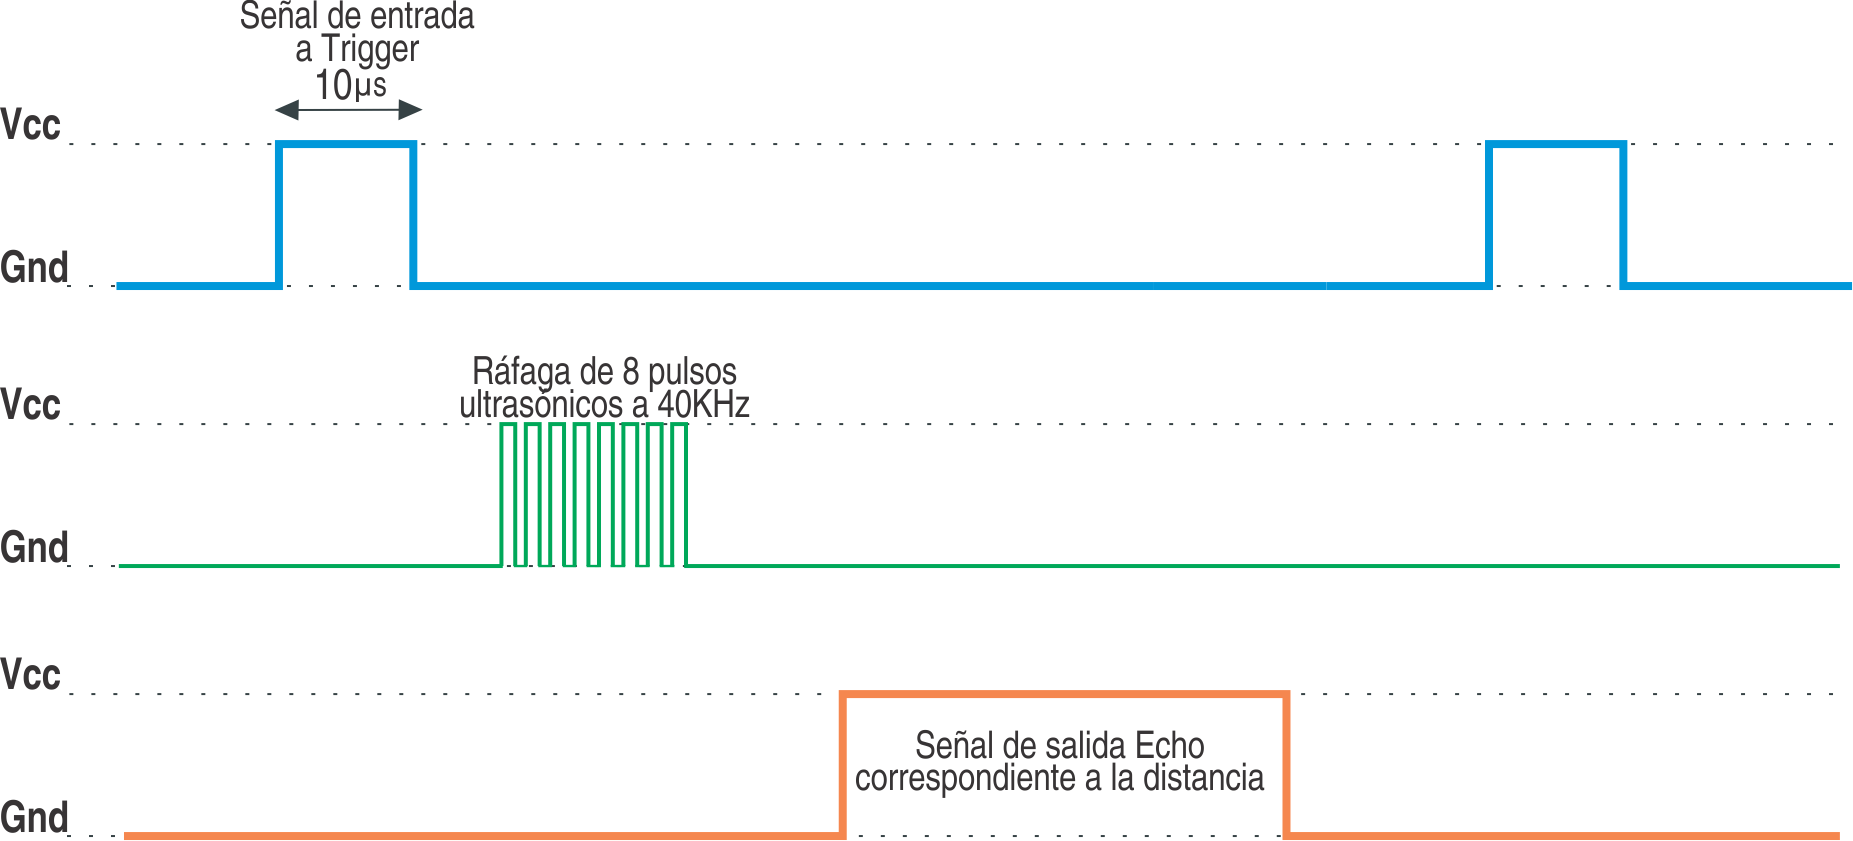 Señal de entrada
a Trigger
10µs
Vcc
Gnd
Ráfaga de 8 pulsos
ultrasónicos a 40KHz
Vcc
Gnd
Vcc
Señal de salida Echo
correspondiente a la distancia
Gnd